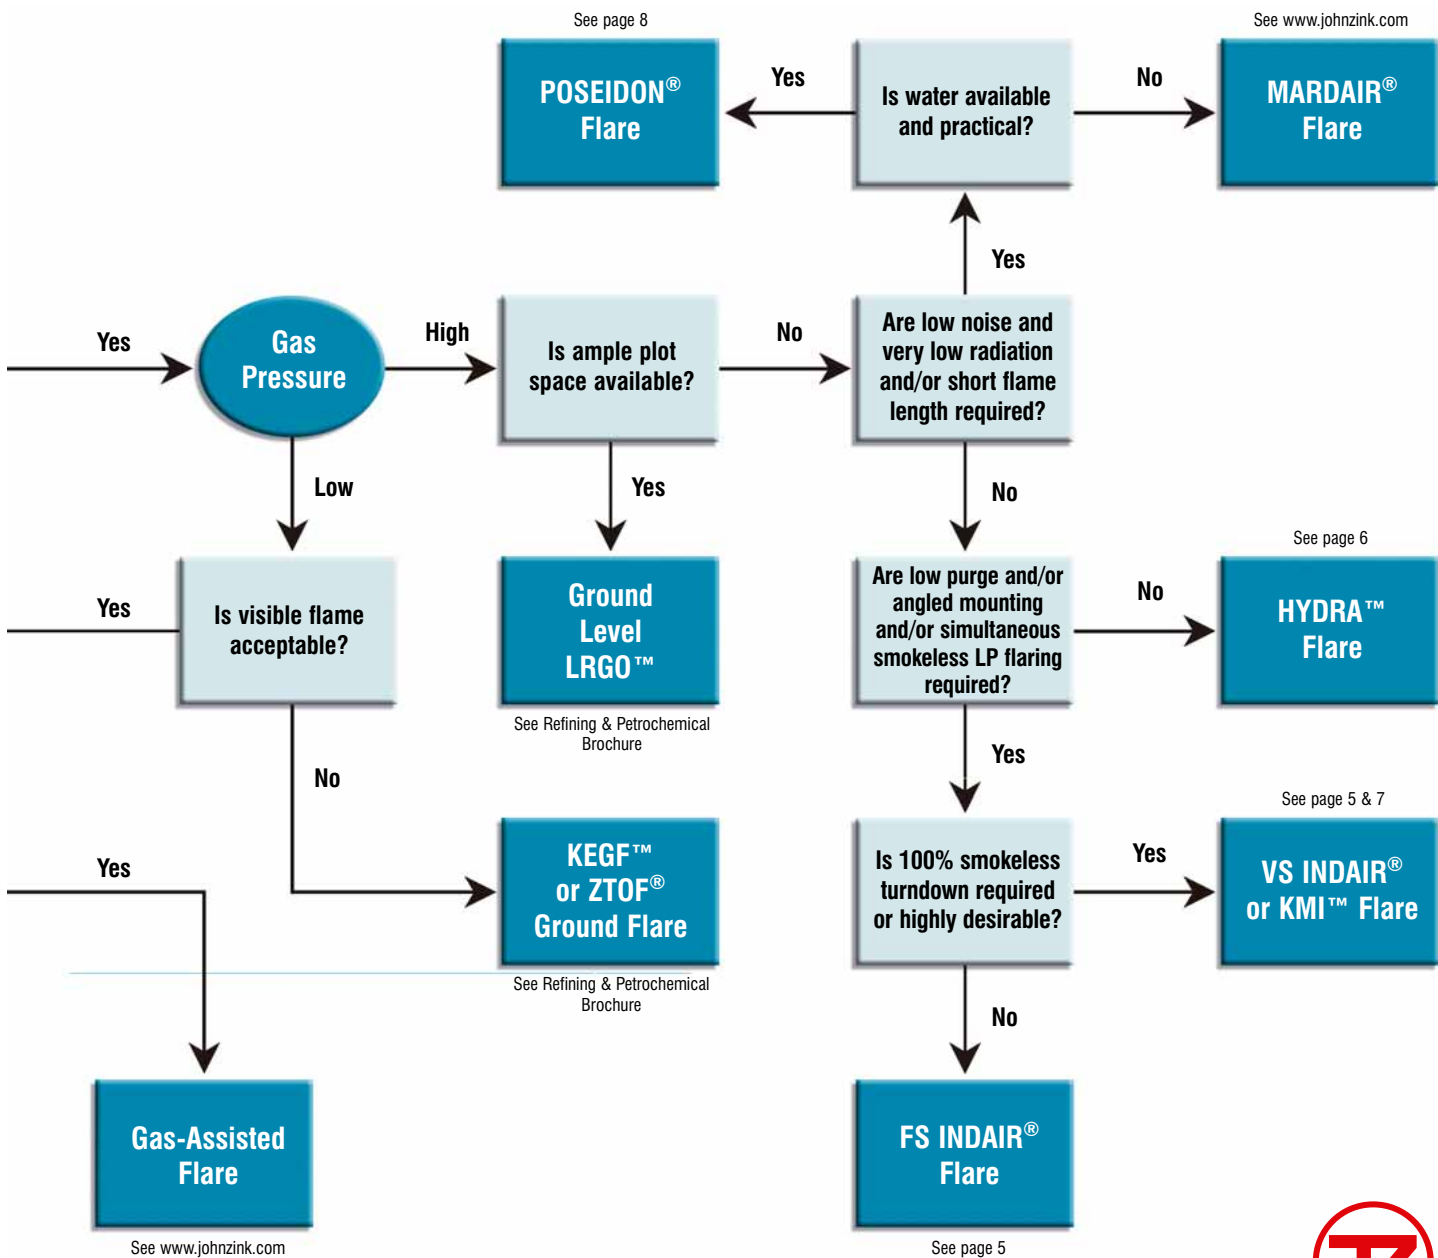 See page 8
See www.johnzink.com
POSEIDON®
Flare
Yes
Is water available
and practical?
No
MARDAIR®
Flare
Yes
Yes
Gas
Pressure
High
Is ample plot
space available?
No
Are low noise and
very low radiation
and/or short flame
length required?
Low
Yes
No
See page 6
Yes
Is visible flame
acceptable?
Ground
Level
LRGO™
Are low purge and/or
angled mounting
and/or simultaneous
smokeless LP flaring
required?
No
HYDRA™
Flare
See Refining & Petrochemical
Brochure
No
Yes
See page 5 & 7
Yes
KEGF™
or ZTOF®
Ground Flare
Is 100% smokeless
turndown required
or highly desirable?
Yes
VS INDAIR®
or KMI™ Flare
See Refining & Petrochemical
Brochure
No
Gas-Assisted
Flare
FS INDAIR®
Flare
See www.johnzink.com
See page 5